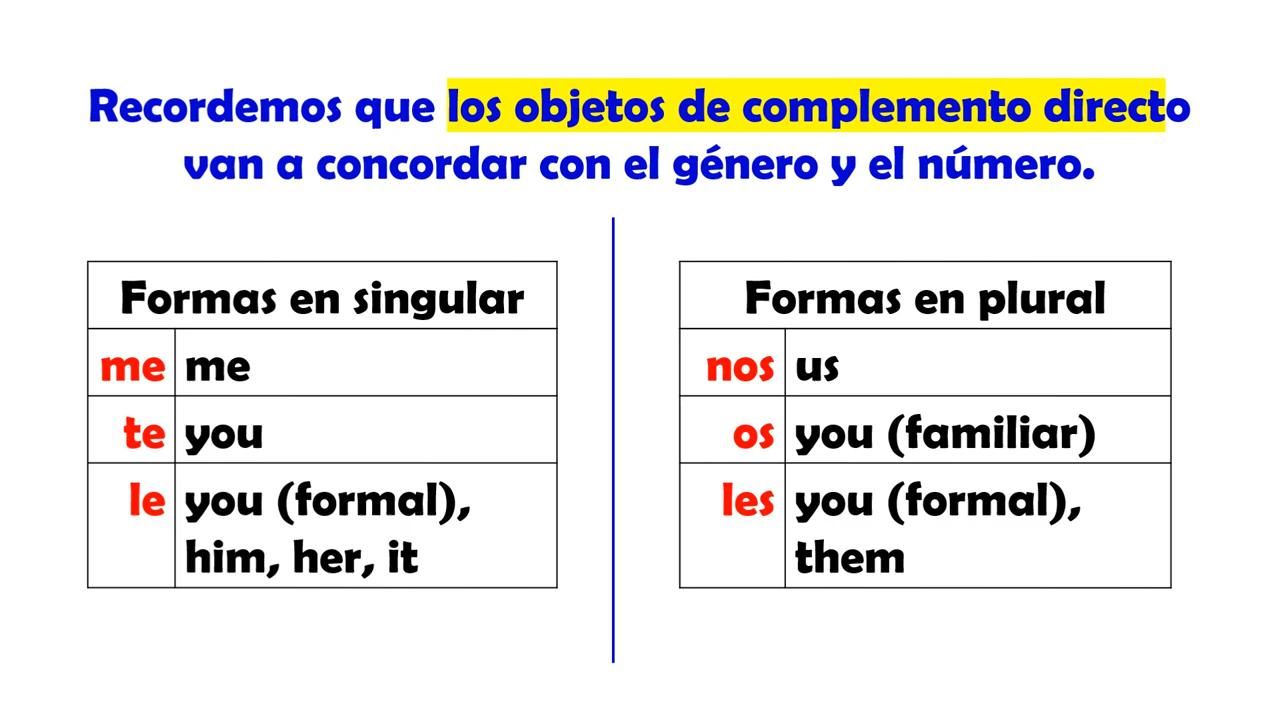 Recordemos que los objetos de complemento directo
van a concordar con el género y el número.
Formas en singular
me me
te you
le you (formal),
him, her, it
Formas en plural
nos us
os you (familiar)
les you (formal),
them